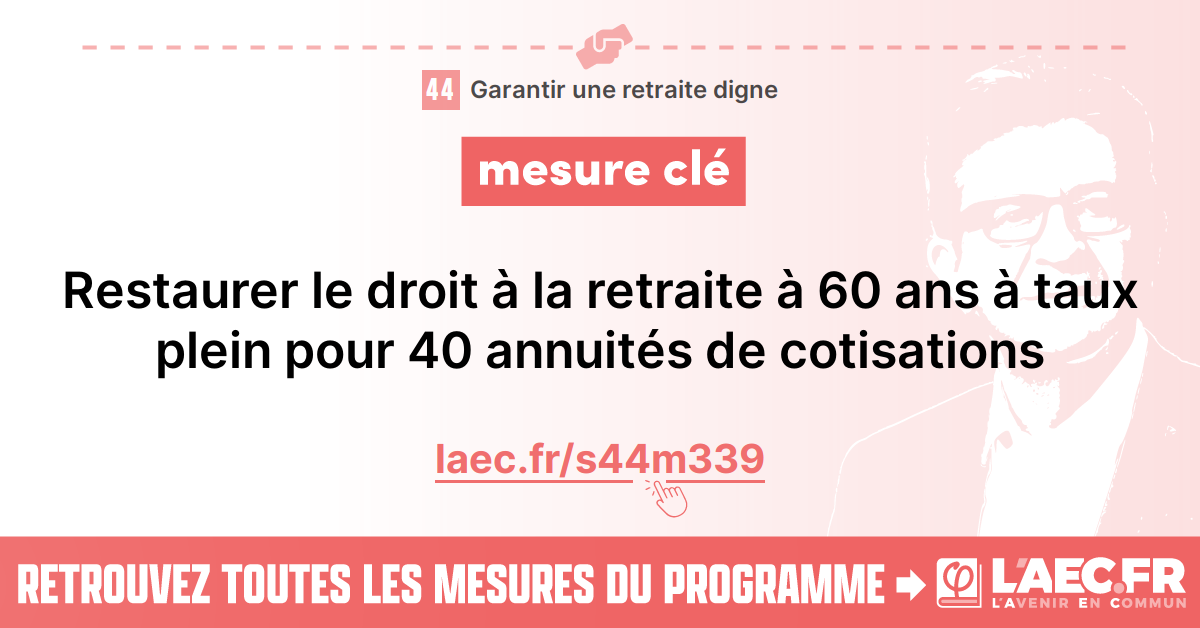 44 Garantir une retraite digne
mesure clé
Restaurer le droit à la retraite à 60 ans à taux
plein pour 40 annuités de cotisations
laec.fr/s44m339
RETROUVEZ TOUTES LES MESURES DU PROGRAMME
φ L'AEC.FR
L'AVENIR EN COMMUN